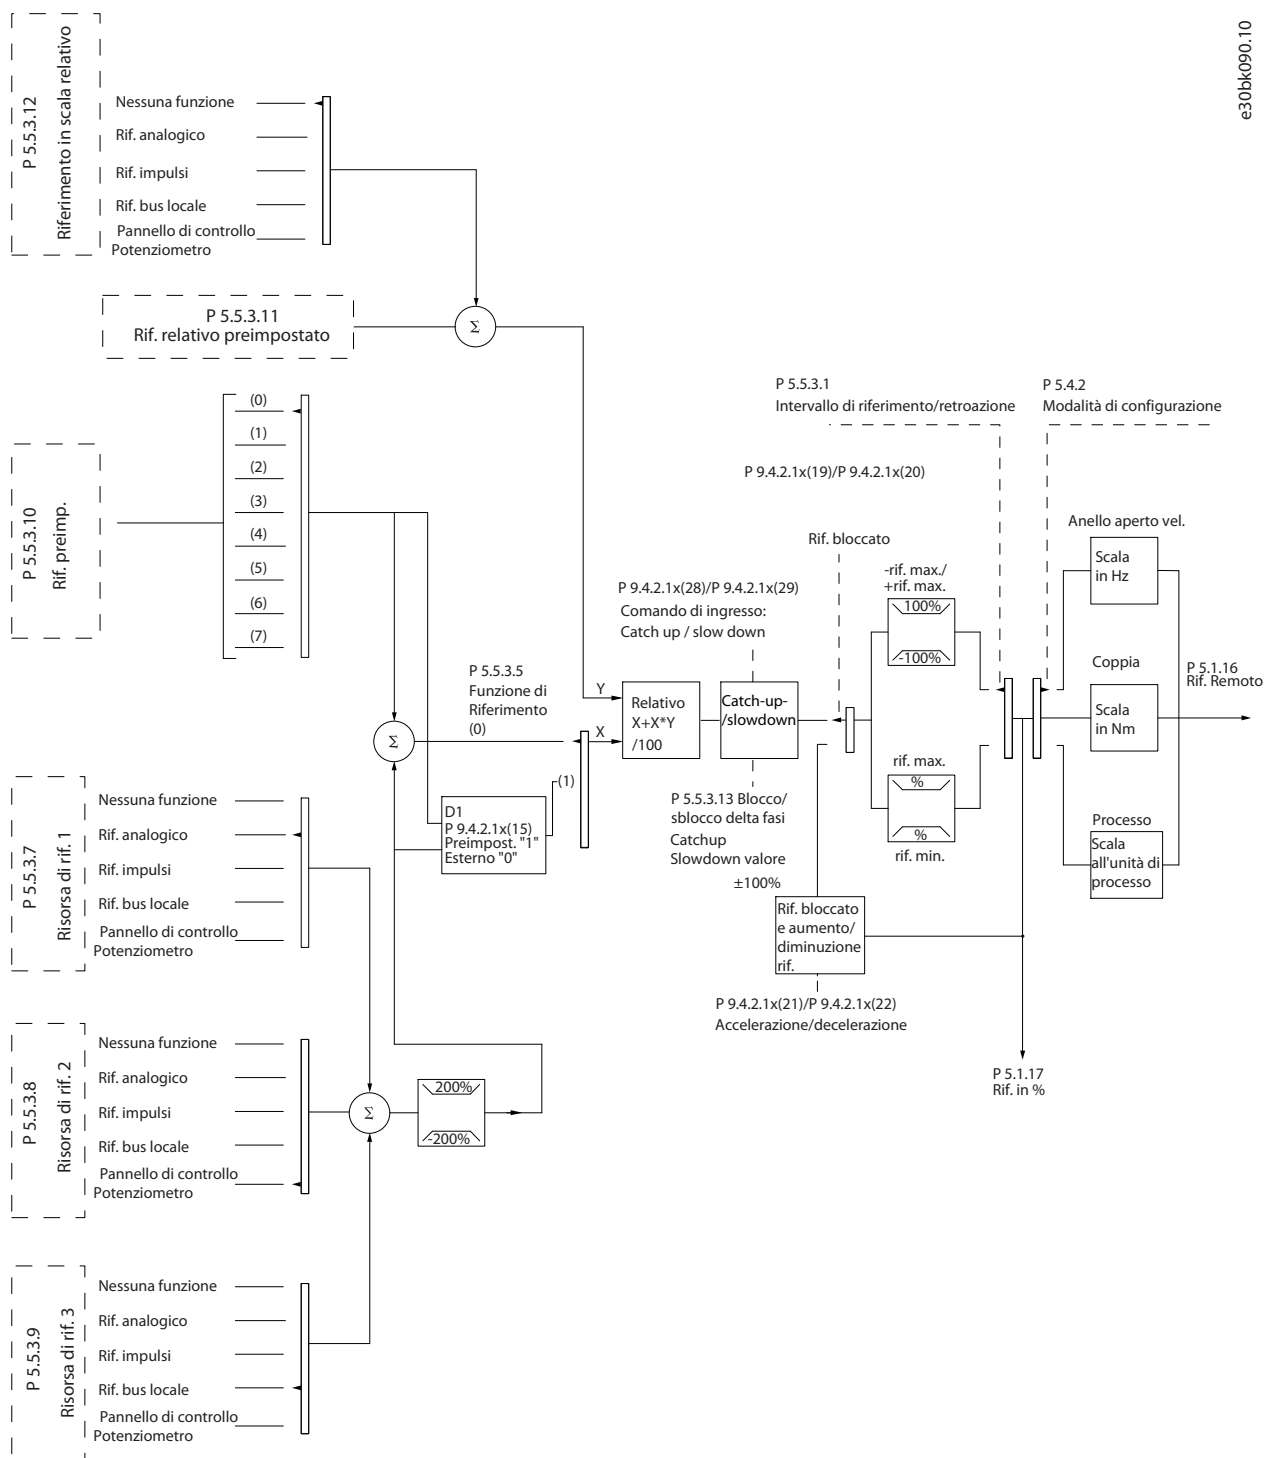 e30bk090.10
P 5.5.3.12
Riferimento in scala relativo
Nessuna funzione
Rif. analogico
Rif. impulsi
Rif. bus locale
Pannello di controllo
Potenziometro
P 5.5.3.11
Rif. relativo preimpostato
Σ
P 5.5.3.10
Rif. preimp.
(0)
(1)
(2)
(3)
(4)
(5)
(6)
(7)
P 5.5.3.1
Intervallo di riferimento/retroazione
P 5.4.2
Modalità di configurazione
P 9.4.2.1x(19)/P 9.4.2.1x(20)
Rif. bloccato
-rif. max./
+rif. max.
100%
-100%
Anello aperto vel.
Scala
in Hz
P 9.4.2.1x(28)/P 9.4.2.1x(29)
Comando di ingresso:
Catch up / slow down
P 5.5.3.5
Funzione di
Riferimento
(0)
Σ
Y
X
(1)
Relativo
X+X*Y
/100
Catch-up-
/slowdown
Coppia
Scala
in Nm
P 5.1.16
Rif. Remoto
rif. max.
%
%
rif. min.
Processo
Scala
all'unità di
processo
P 5.5.3.13 Blocco/
sblocco delta fasi
Catchup
Slowdown valore
±100%
D1
P 9.4.2.1x(15)
Preimpost. "1"
Esterno "0"
Rif. bloccato
e aumento/
diminuzione
rif.
P 9.4.2.1x(21)/P 9.4.2.1x(22)
Accelerazione/decelerazione
P 5.1.17
Rif. in %
P 5.5.3.7
Risorsa di rif. 1
Nessuna funzione
Rif. analogico
Rif. impulsi
Rif. bus locale
Pannello di controllo
Potenziometro
P 5.5.3.8
Risorsa di rif. 2
Nessuna funzione
Rif. analogico
Rif. impulsi
Rif. bus locale
Pannello di controllo
Potenziometro
Σ
200%
-200%
P 5.5.3.9
Risorsa di rif. 3
Nessuna funzione
Rif. analogico
Rif. impulsi
Rif. bus locale
Pannello di controllo
Potenziometro